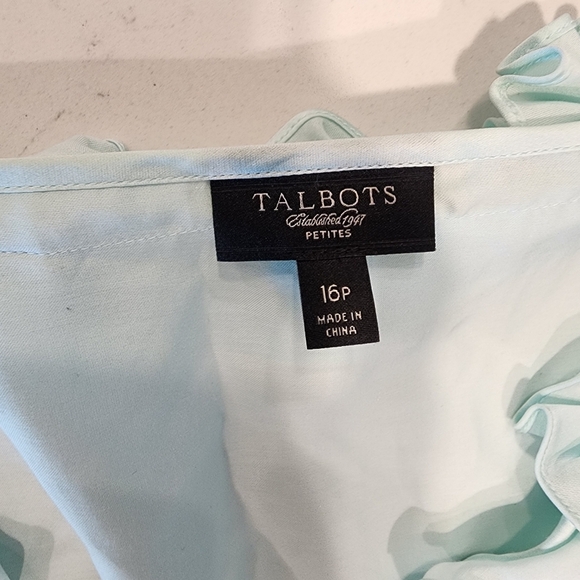 TALBOTS
Established 1947
PETITES
16P
MADE IN
CHINA